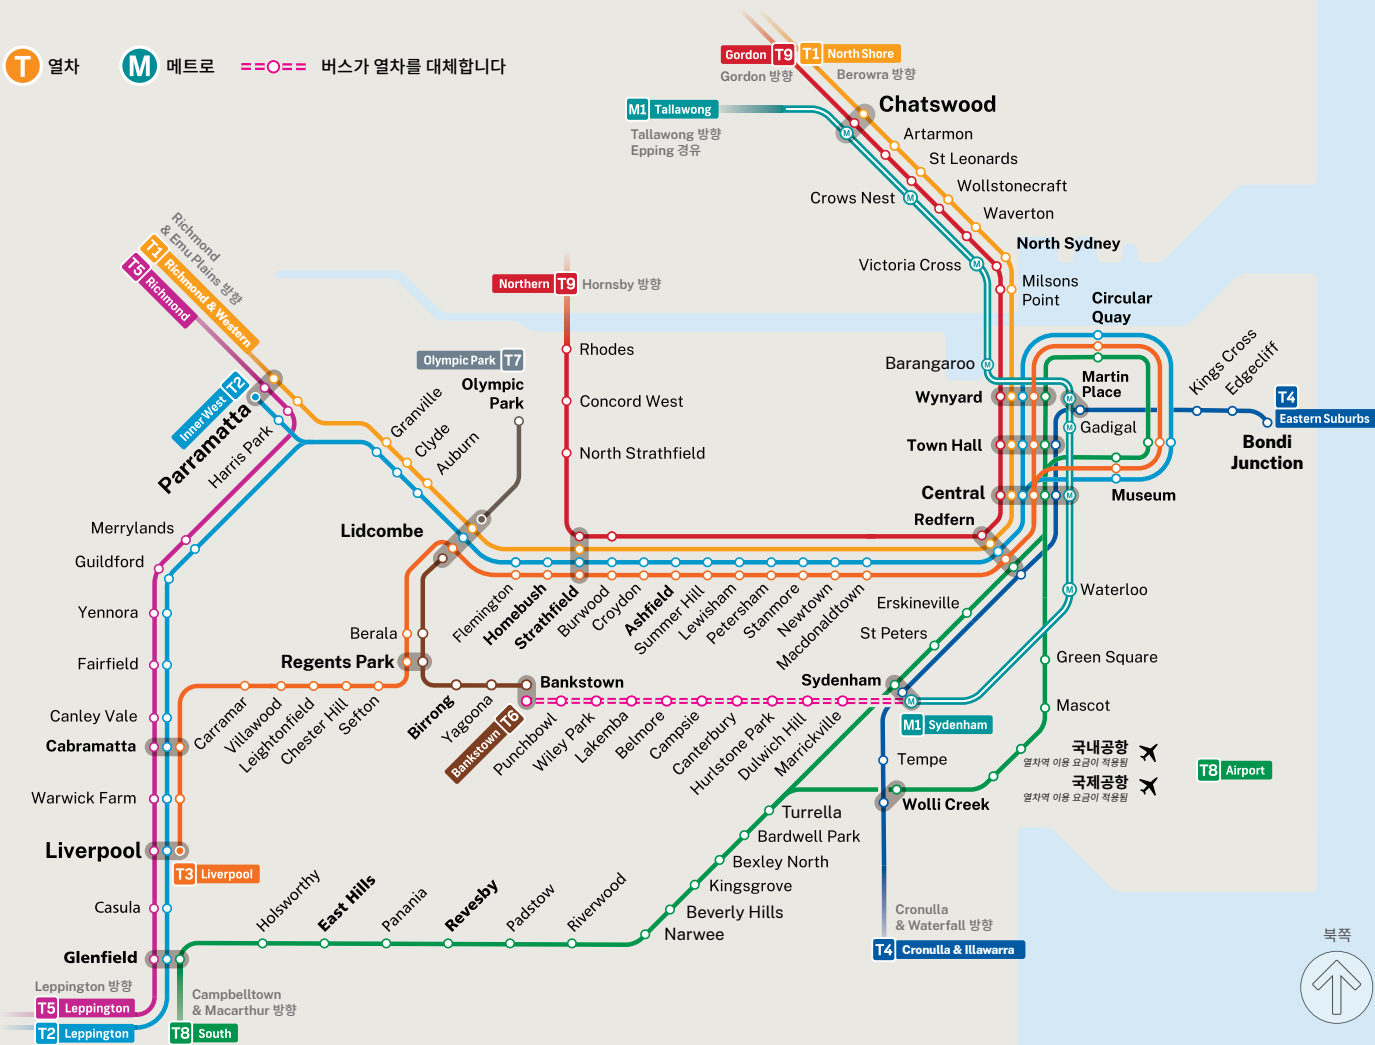 T 열차
M 메트로
버스가 열차를 대체합니다
Gordon T9
Gordon 방향
T1 North Shore
Berowra 방향
M1 Tallawong
Tallawong 방향
Epping 경유
Chatswood
Artarmon
St Leonards
Wollstonecraft
Waverton
North Sydney
Milsons
Point
M
Crows Nest
M
Victoria Cross
M
Barangaroo
M
Richmond
& Emu Plains 방향
T1 Richmond & Western
T5 Richmond
Inner West T2
Parramatta
Harris Park
Northern T9 Hornsby 방향
Rhodes
Concord West
North Strathfield
Olympic Park T7
Olympic
Park
Granville
Clyde
Auburn
Lidcombe
Circular
Quay
Martin
Place
M
Gadigal
M
Kings Cross
Edgecliff
T4
Eastern Suburbs
Bondi
Junction
Wynyard
Town Hall
Central
M
Museum
Redfern
Merrylands
Guildford
Yennora
Fairfield
Canley Vale
Cabramatta
Warwick Farm
Liverpool
T3 Liverpool
Casula
Glenfield
Leppington 방향
T5 Leppington
T2 Leppington
Campbelltown
& Macarthur 방향
T8 South
Berala
Regents Park
Carramar
Villawood
Leightonfield
Chester Hill
Sefton
Birrong
Yagoona
Bankstown
Bankstown T6
Flemington
Homebush
Strathfield
Burwood
Croydon
Ashfield
Summer Hill
Lewisham
Petersham
Stanmore
Newtown
Macdonaldtown
Punchbowl
Wiley Park
Lakemba
Belmore
Campsie
Canterbury
Hurlstone Park
Dulwich Hill
Marrickville
Erskineville
St Peters
Sydenham
M
M1 Sydenham
M
Waterloo
Green Square
Mascot
국내공항
열차역 이용 요금이 적용됨
국제공항
열차역 이용 요금이 적용됨
T8 Airport
Tempe
Wolli Creek
Turrella
Bardwell Park
Bexley North
Kingsgrove
Beverly Hills
Narwee
Holsworthy
East Hills
Panania
Revesby
Padstow
Riverwood
Cronulla
& Waterfall 방향
T4 Cronulla & Illawarra
북쪽